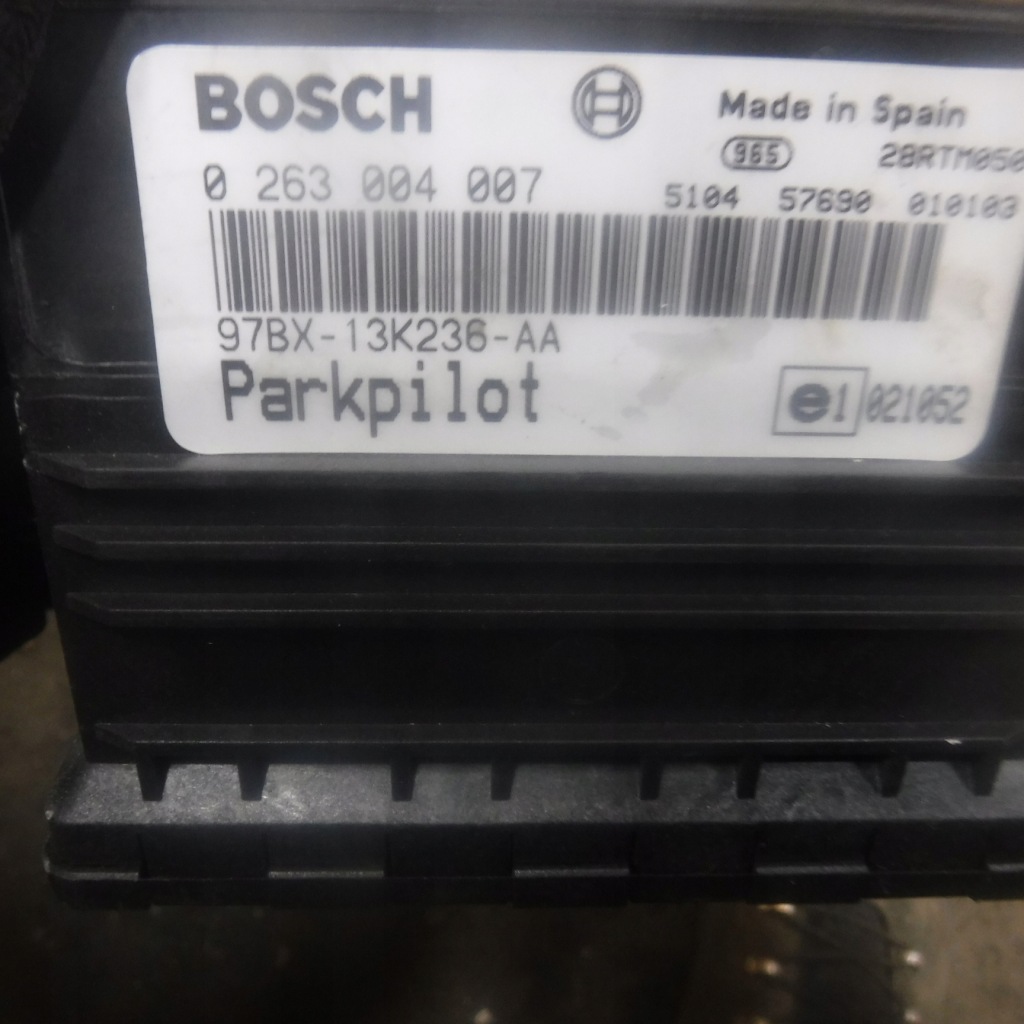 BOSCH Made in Spain
965 28RTM050
0 263 004 007 5104 57690 010103
97BX-13K236-AA
Parkpilot e1 021052